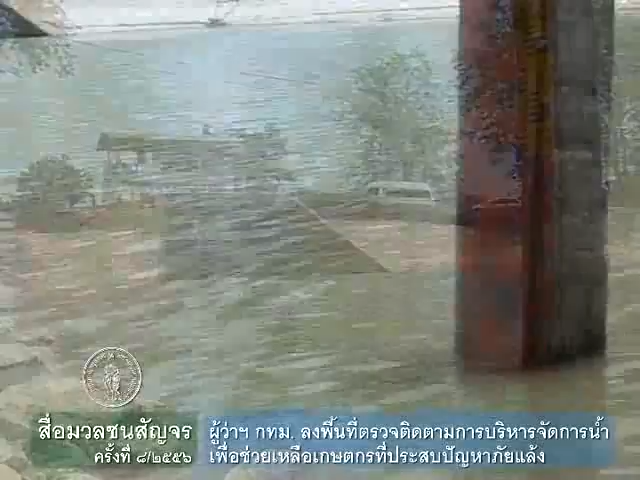 สื่อมวลชนสัญจร
ครั้งที่ ๘/๒๕๕๖
ผู้ว่าฯ กทม. ลงพื้นที่ตรวจติดตามการบริหารจัดการน้ำ
เพื่อช่วยเหลือเกษตกรที่ประสบปัญหาภัยแล้ง